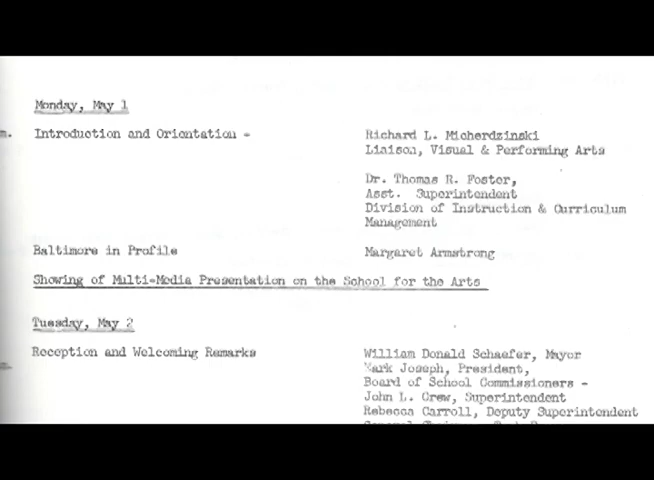 Monday, May 1
m. Introduction and Orientation - Richard L. Micherdzinski
Liaison, Visual & Performing Arts
Dr. Thomas R. Foster,
Asst. Superintendent
Division of Instruction & Curriculum
Management
Baltimore in Profile Margaret Armstrong
Showing of Multi-Media Presentation on the School for the Arts
Tuesday, May 2
Reception and Welcoming Remarks William Donald Schaefer, Mayor
Mark Joseph, President,
Board of School Commissioners -
John L. Crew, Superintendent
Rebecca Carroll, Deputy Superintendent